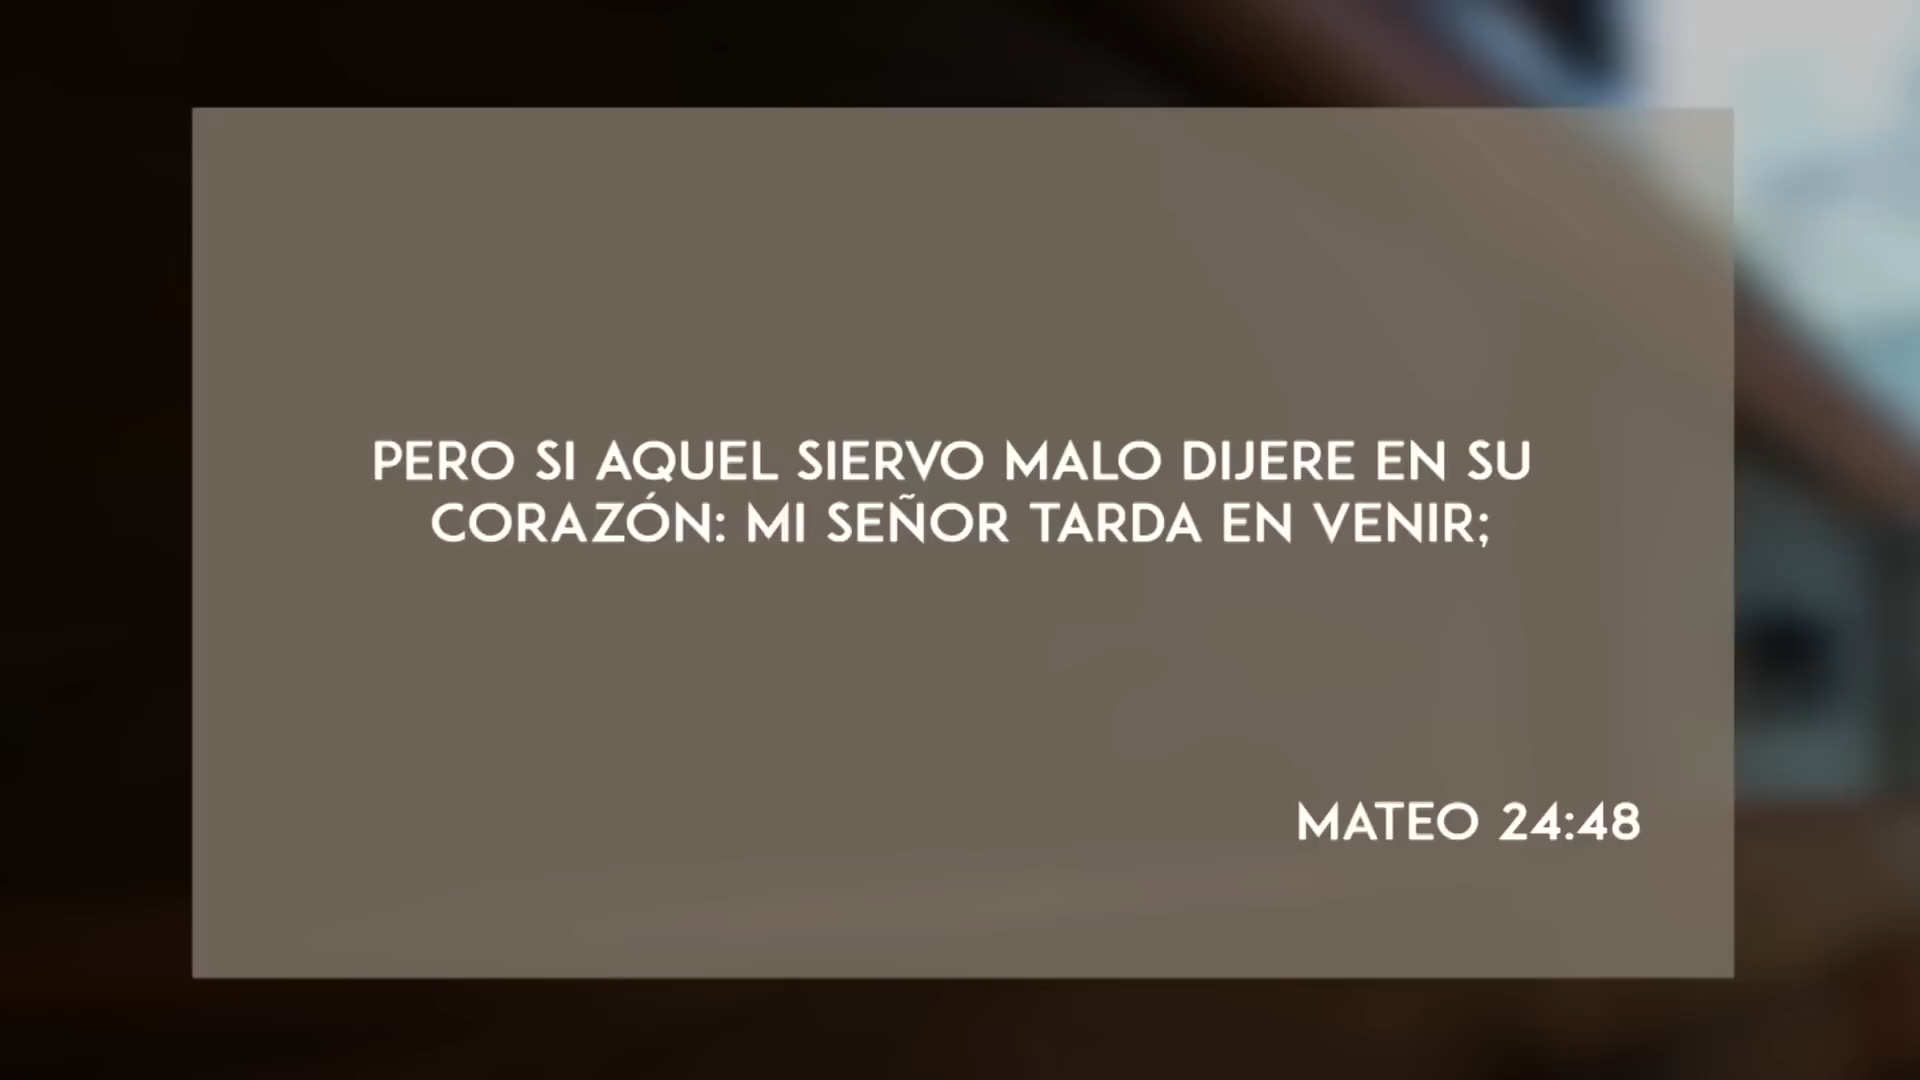 PERO SI AQUEL SIERVO MALO DIJERE EN SU
CORAZÓN: MI SEÑOR TARDA EN VENIR;
MATEO 24:48